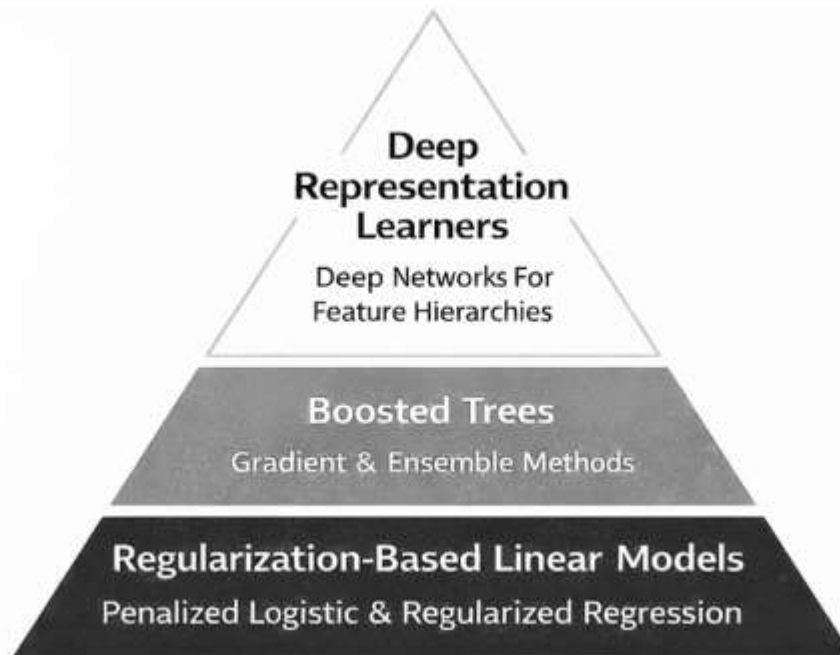 Deep
Representation
Learners
Deep Networks For
Feature Hierarchies
Boosted Trees
Gradient & Ensemble Methods
Regularization-Based Linear Models
Penalized Logistic & Regularized Regression